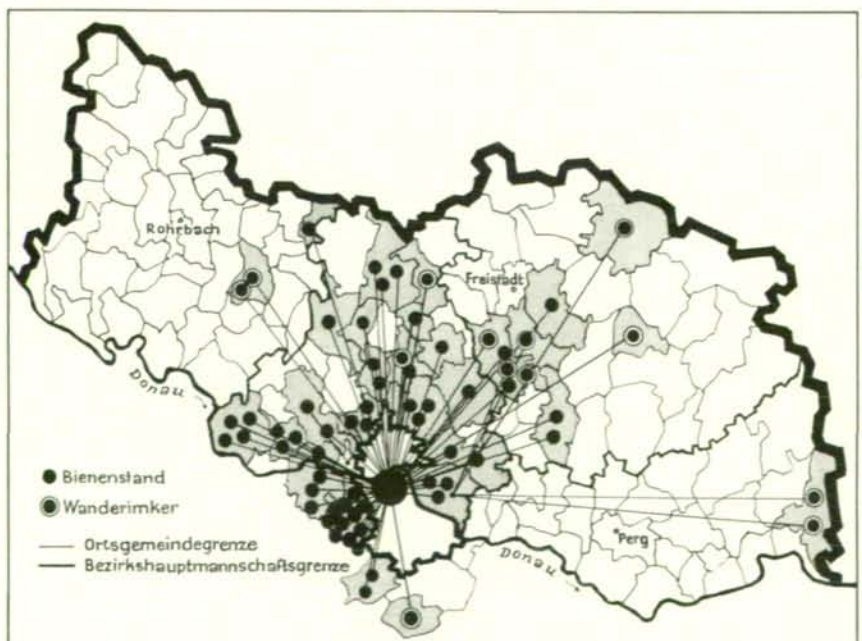 Rohrbach
Freistadt
Donau →
Bienenstand
Wanderimker
Ortsgemeindegrenze
Bezirkshauptmannschaftsgrenze
Perg
Donau →